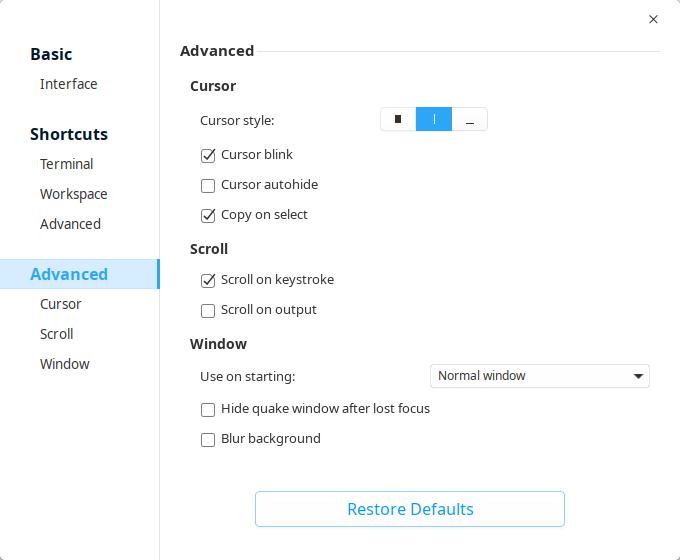 Basic
Interface
Shortcuts
Terminal
Workspace
Advanced
Advanced
Cursor
Scroll
Window
Advanced
Cursor
Cursor style:
Cursor blink
Cursor autohide
Copy on select
Scroll
Scroll on keystroke
Scroll on output
Window
Use on starting: Normal window
Hide quake window after lost focus
Blur background
Restore Defaults